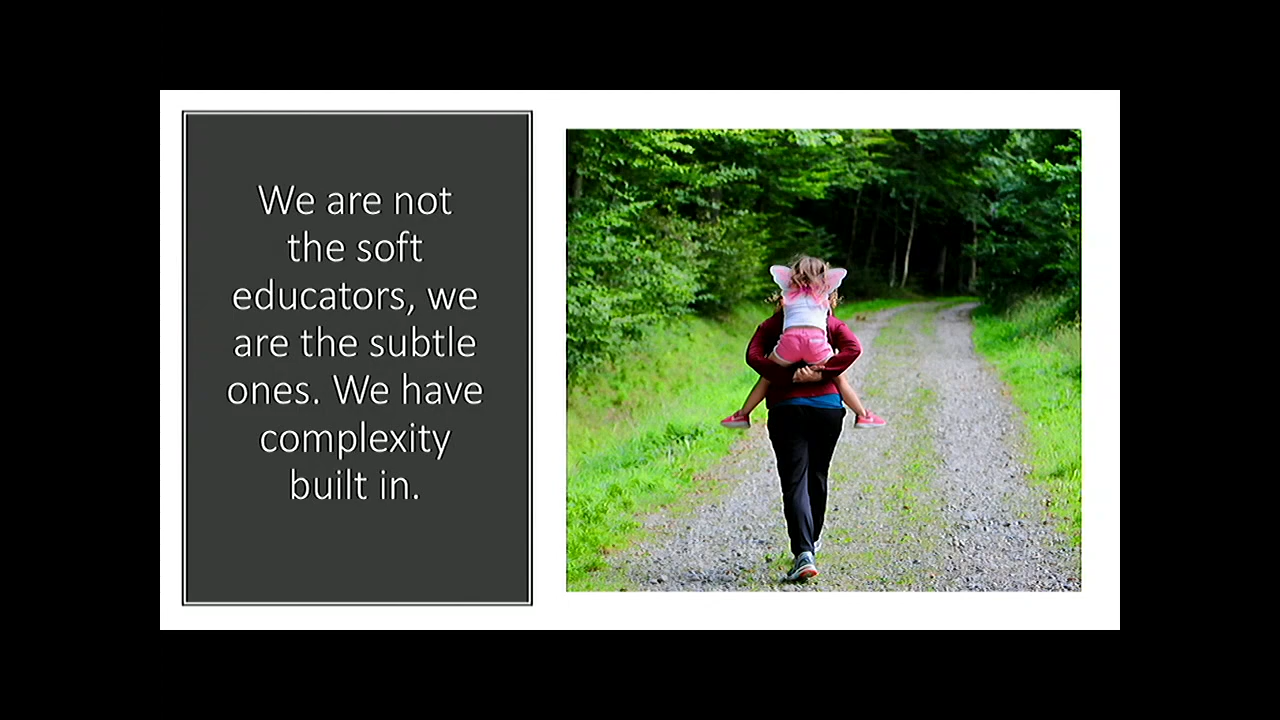 We are not
the soft
educators, we
are the subtle
ones. We have
complexity
built in.